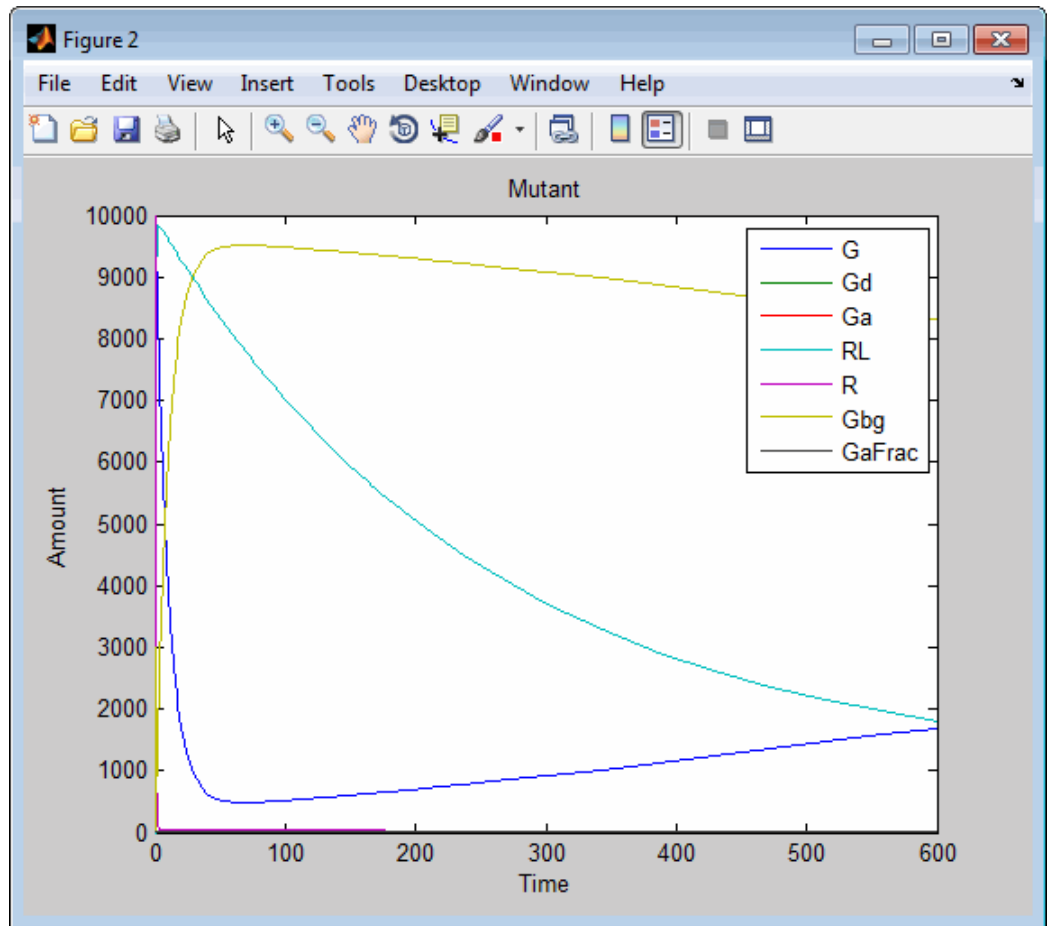 Figure 2
File Edit View Insert Tools Desktop Window Help
Mutant
10000
9000
8000
7000
6000
5000
4000
3000
2000
1000
0
Amount
G
Gd
Ga
RL
R
Gbg
GaFrac
0 100 200 300 400 500 600
Time